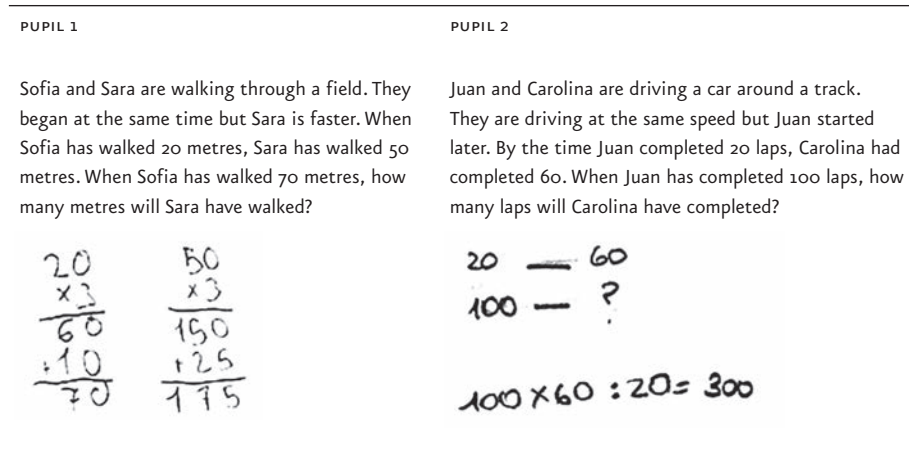 PUPIL 1
Sofia and Sara are walking through a field. They
began at the same time but Sara is faster. When
Sofia has walked 20 metres, Sara has walked 50
metres. When Sofia has walked 70 metres, how
many metres will Sara have walked?
20 50
x3 x3
60 150
+10 +25
70 175
PUPIL 2
Juan and Carolina are driving a car around a track.
They are driving at the same speed but Juan started
later. By the time Juan completed 20 laps, Carolina had
completed 60. When Juan has completed 100 laps, how
many laps will Carolina have completed?
20 — 60
100 — ?
100 x 60 : 20 = 300